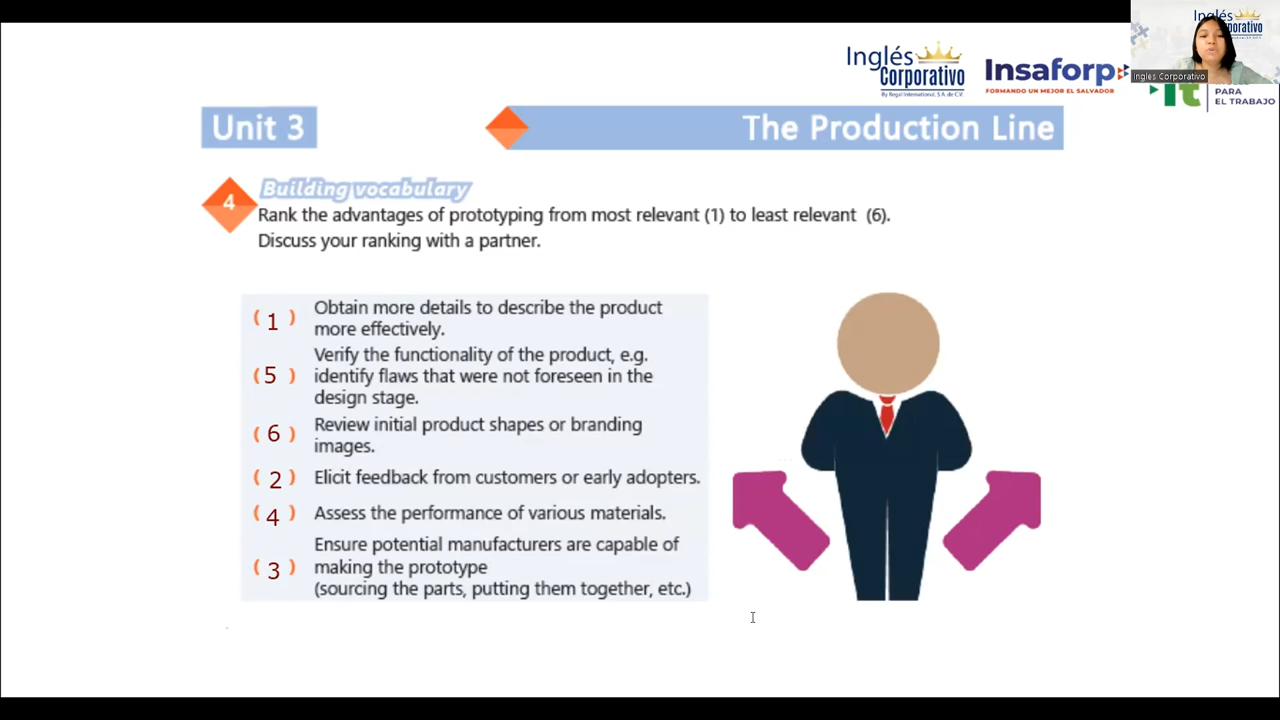 Inglés
Corporativo
Ingles Corporativo
Inglés
Corporativo
By Regal International, S.A. de C.V.
Insaforp
FORMANDO UN MEJOR EL SALVADOR
it
PARA
EL TRABAJO
Unit 3
The Production Line
4
Building vocabulary
Rank the advantages of prototyping from most relevant (1) to least relevant (6).
Discuss your ranking with a partner.
( 1 ) Obtain more details to describe the product
more effectively.
Verify the functionality of the product, e.g.
( 5 ) identify flaws that were not foreseen in the
design stage.
( 6 ) Review initial product shapes or branding
images.
( 2 ) Elicit feedback from customers or early adopters.
( 4 ) Assess the performance of various materials.
Ensure potential manufacturers are capable of
( 3 ) making the prototype
(sourcing the parts, putting them together, etc.)